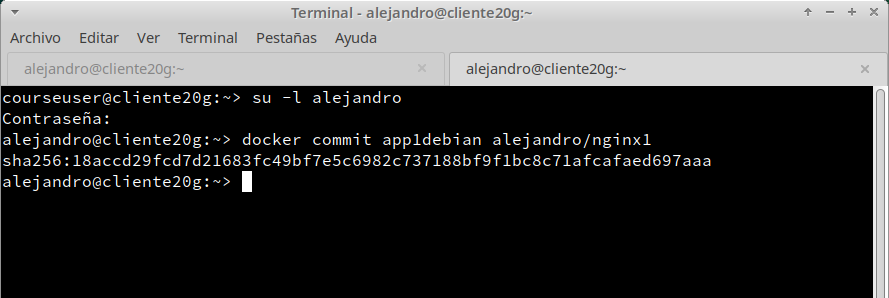 Terminal - alejandro@cliente20g:~
Archivo Editar Ver Terminal Pestañas Ayuda
alejandro@cliente20g:~ alejandro@cliente20g:~
courseuser@cliente20g:~> su -l alejandro
Contraseña:
alejandro@cliente20g:~> docker commit app1debian alejandro/nginx1
sha256:18accd29fcd7d21683fc49bf7e5c6982c737188bf9f1bc8c71afcafaed697aaa
alejandro@cliente20g:~>